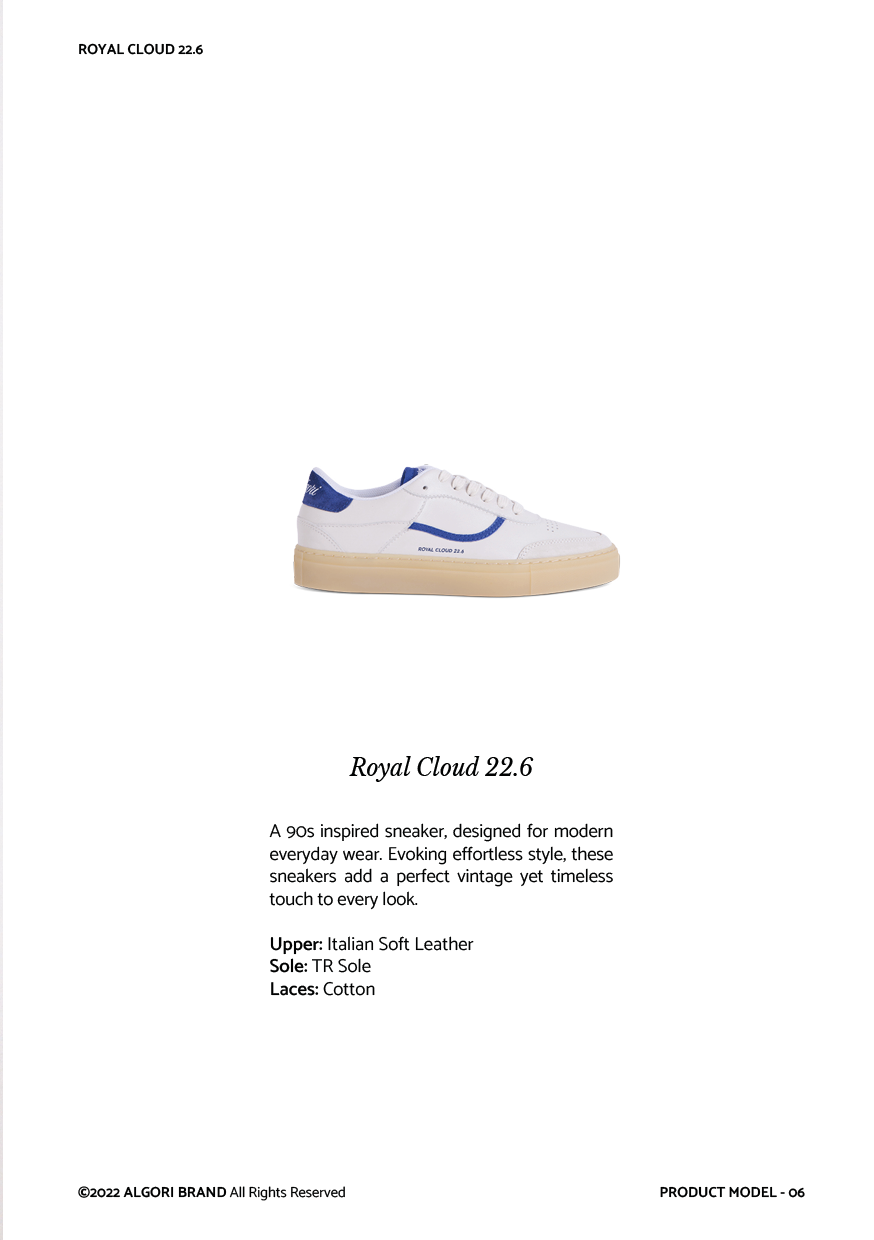 ROYAL CLOUD 22.6
ROYAL CLOUD 22.6
Royal Cloud 22.6
A 90s inspired sneaker, designed for modern
everyday wear. Evoking effortless style, these
sneakers add a perfect vintage yet timeless
touch to every look.
Upper: Italian Soft Leather
Sole: TR Sole
Laces: Cotton
©2022 ALGORI BRAND All Rights Reserved
PRODUCT MODEL - 06